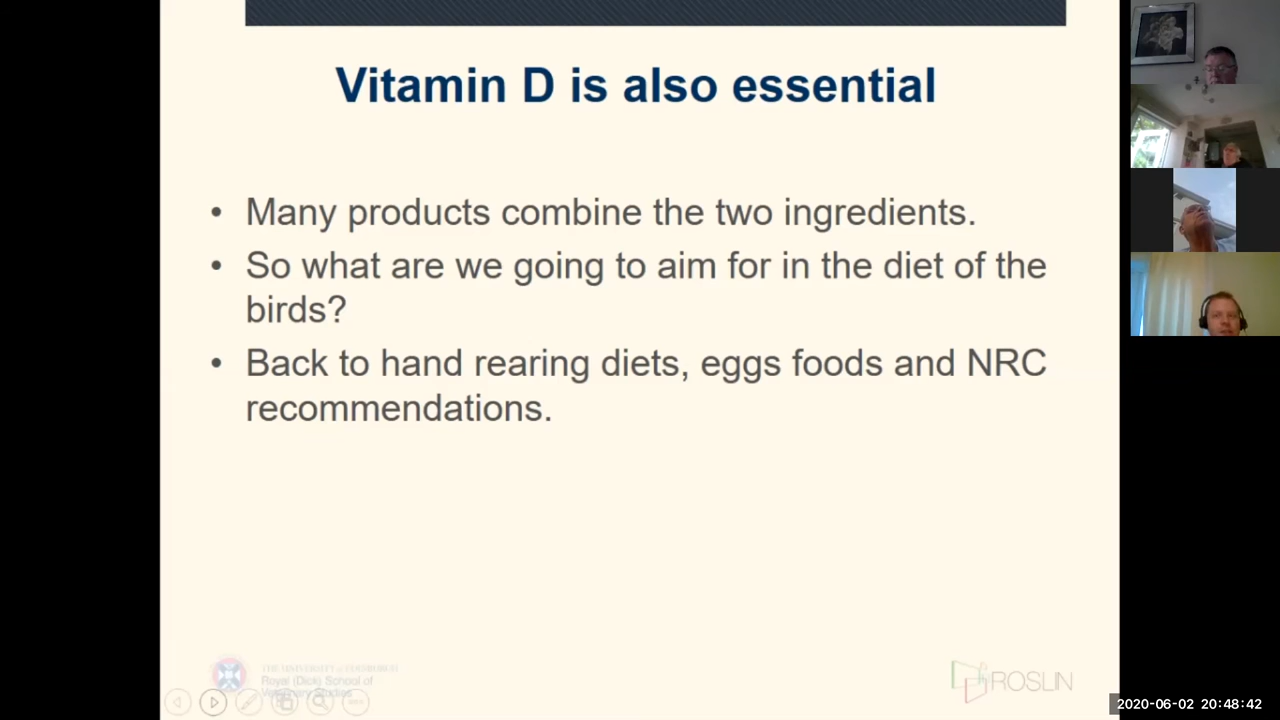 Vitamin D is also essential
• Many products combine the two ingredients.
• So what are we going to aim for in the diet of the
birds?
• Back to hand rearing diets, eggs foods and NRC
recommendations.
THE UNIVERSITY of EDINBURGH
Royal (Dick) School of
Veterinary Studies
ROSLIN
2020-06-02 20:48:42